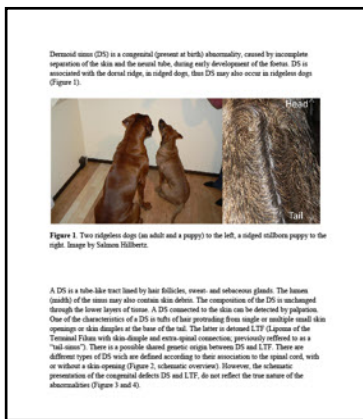 Dermoid sinus (DS) is a congenital (present at birth) abnormality, caused by incomplete
separation of the skin and the neural tube, during early development of the foetus. DS is
associated with the dorsal ridge, in ridged dogs, thus DS may also occur in ridgeless dogs
(Figure 1).
Head
Tail
Figure 1. Two ridgeless dogs (an adult and a puppy) to the left, a ridged stillborn puppy to the
right. Image by Salmon Hillbertz.
A DS is a tube-like tract lined by hair follicles, sweat- and sebaceous glands. The lumen
(width) of the sinus may also contain skin debris. The composition of the DS is unchanged
through the lower layers of tissue. A DS connected to the skin can be detected by palpation.
One of the characteristics of a DS is tufts of hair protruding from single or multiple small skin
openings or skin dimples at the base of the tail. The latter is denoted LTF (Lipoma of the
Terminal Filum with skin-dimple and extra-spinal connection, previously reffered to as a
"tail-sinus"). There is a possible shared genetic origin between DS and LTF. There are
different types of DS wich are defined according to their association to the spinal cord, with
or without a skin-opening (Figure 2, schematic overview). However, the schematic
presentation of the congenital defects DS and LTF, do not reflect the true nature of the
abnormalities (Figure 3 and 4).